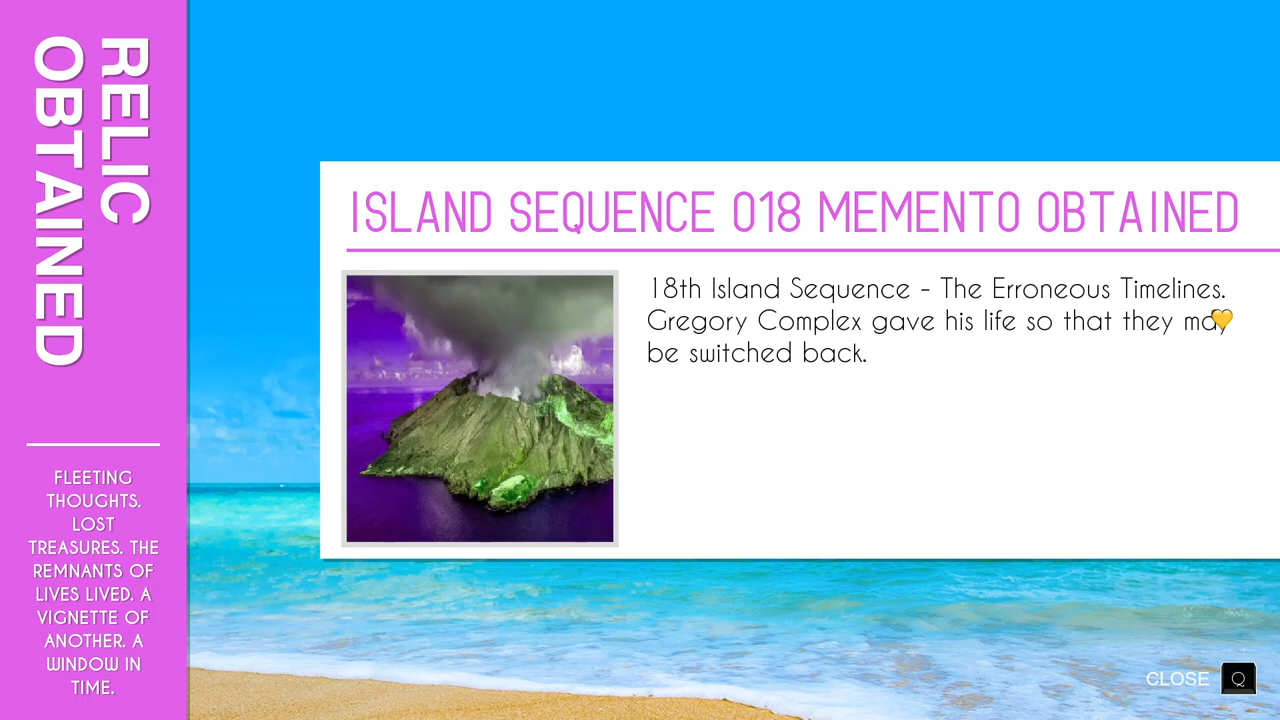 RELIC
OBTAINED
FLEETING
THOUGHTS.
LOST
TREASURES. THE
REMNANTS OF
LIVES LIVED. A
VIGNETTE OF
ANOTHER. A
WINDOW IN
TIME.
ISLAND SEQUENCE 018 MEMENTO OBTAINED
18th Island Sequence - The Erroneous Timelines.
Gregory Complex gave his life so that they may
be switched back.
CLOSE Q